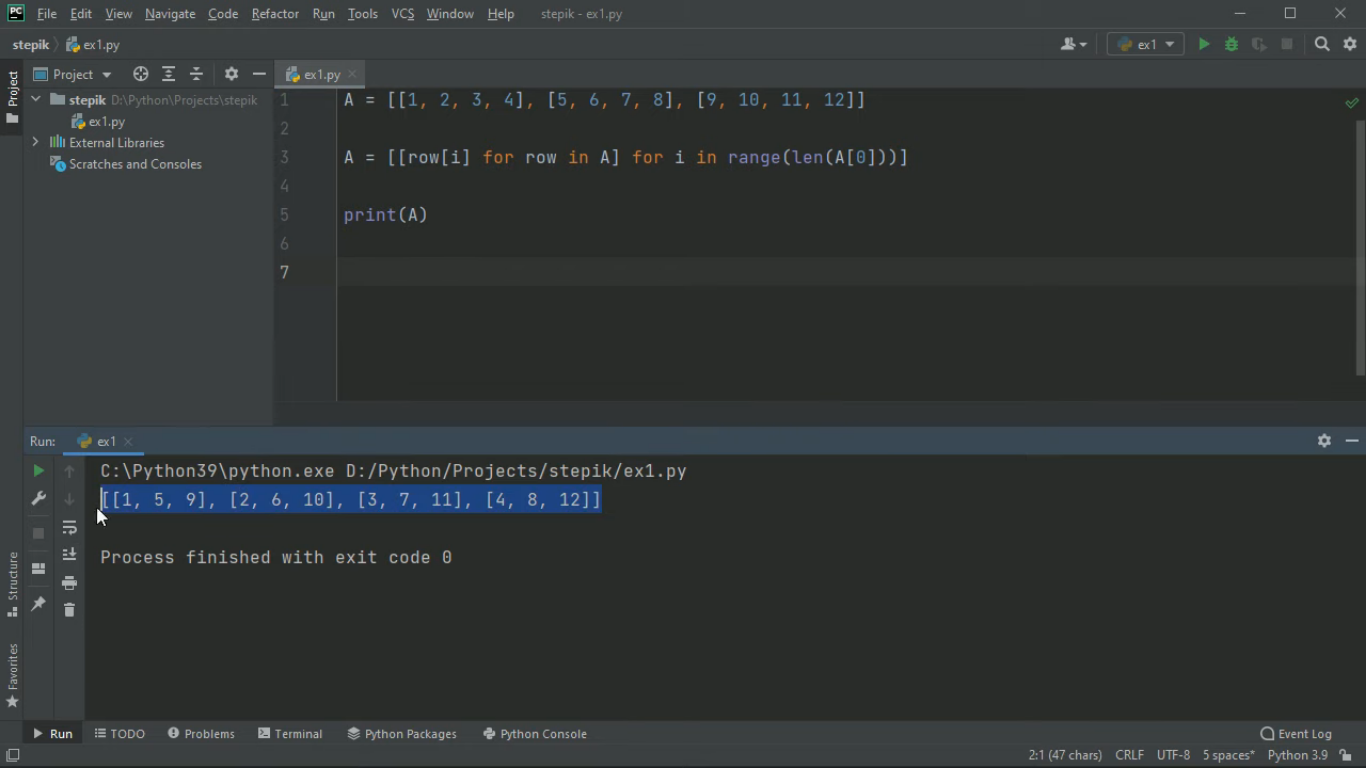 PC File Edit View Navigate Code Refactor Run Tools VCS Window Help stepik - ex1.py
stepik ex1.py ex1
Project Project ex1.py
stepik D:\Python\Projects\stepik
ex1.py
External Libraries
Scratches and Consoles
1 A = [[1, 2, 3, 4], [5, 6, 7, 8], [9, 10, 11, 12]]
2
3 A = [[row[i] for row in A] for i in range(len(A[0]))]
4
5 print(A)
6
7
Run: ex1
C:\Python39\python.exe D:/Python/Projects/stepik/ex1.py
[[1, 5, 9], [2, 6, 10], [3, 7, 11], [4, 8, 12]]
Process finished with exit code 0
Structure
Favorites
Run TODO Problems Terminal Python Packages Python Console Event Log
2:1 (47 chars) CRLF UTF-8 5 spaces* Python 3.9